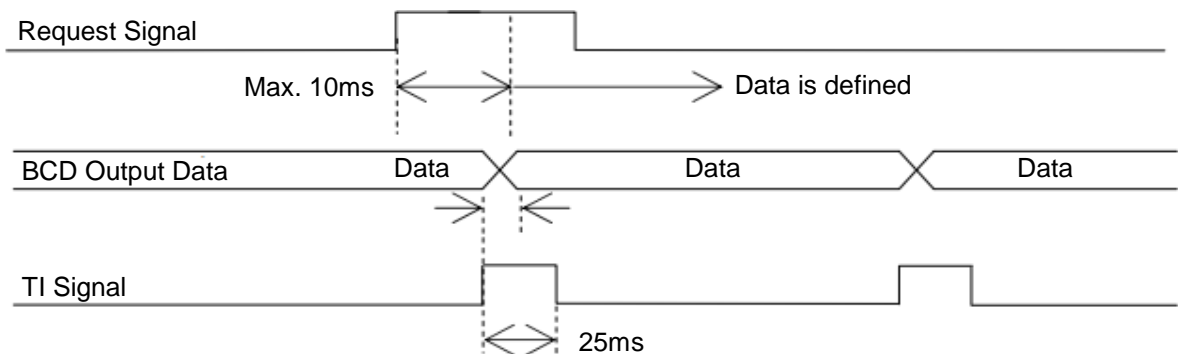 Request Signal
Max. 10ms
Data is defined
BCD Output Data
Data
Data
Data
TI Signal
25ms